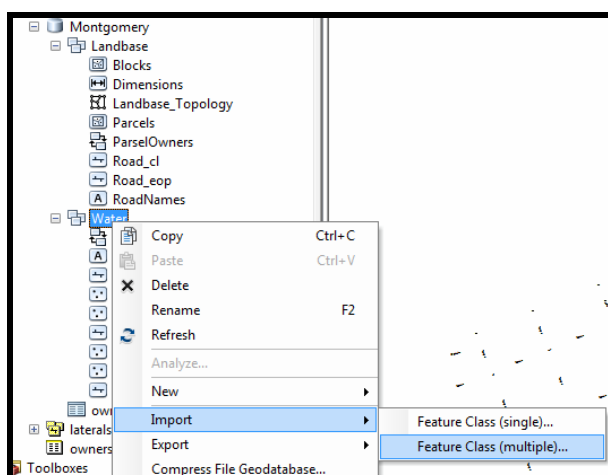 Montgomery
Landbase
Blocks
Dimensions
Landbase_Topology
Parcels
ParselOwners
Road_cl
Road_eop
A RoadNames
Water
A
Copy Ctrl+C
Paste Ctrl+V
Delete
Rename F2
Refresh
Analyze...
New
Import
Export
Compress File Geodatabase...
Feature Class (single)...
Feature Class (multiple)...
laterals
owners
Toolboxes